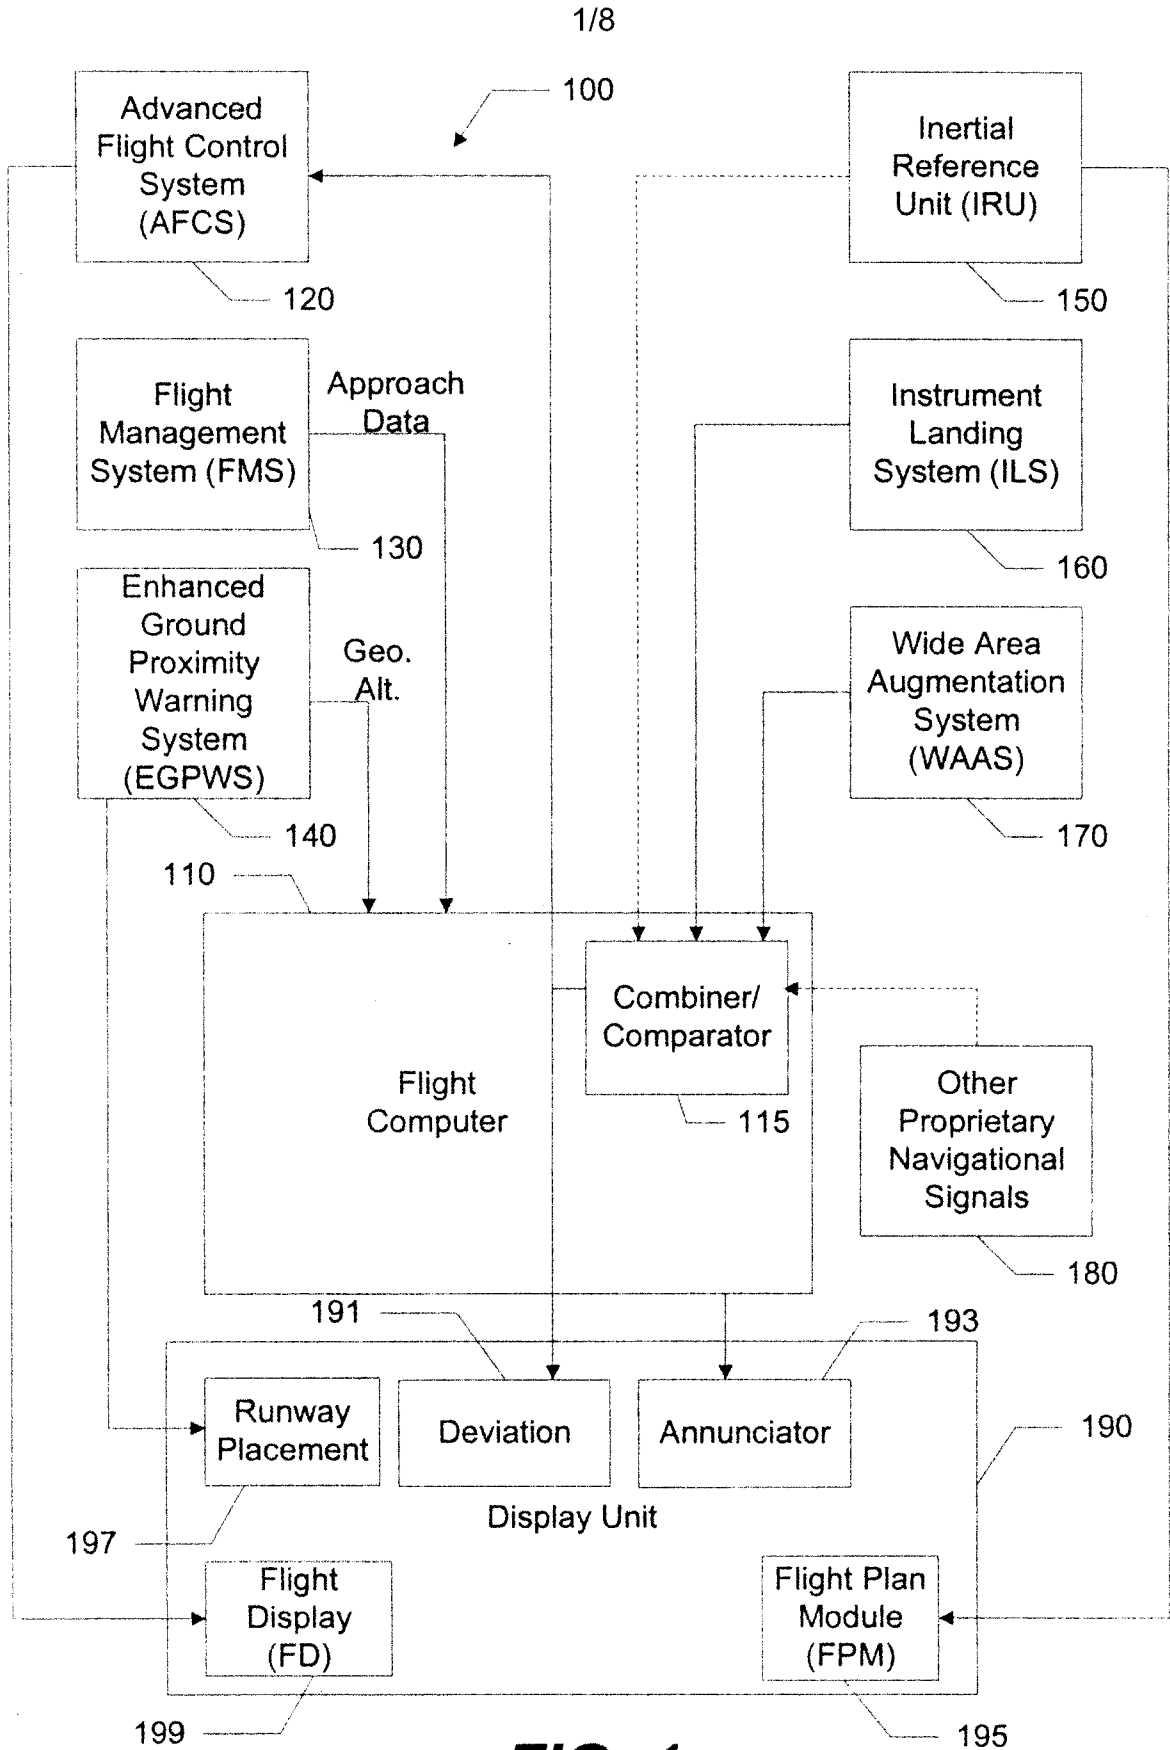 1/8
Advanced
Flight Control
System
(AFCS)
100
Inertial
Reference
Unit (IRU)
120
150
Flight
Management
System (FMS)
Approach
Data
Instrument
Landing
System (ILS)
130
160
Enhanced
Ground
Proximity
Warning
System
(EGPWS)
Geo.
Alt.
Wide Area
Augmentation
System
(WAAS)
140
170
110
Combiner/
Comparator
Flight
Computer
115
Other
Proprietary
Navigational
Signals
180
191
193
Runway
Placement
Deviation
Annunciator
190
Display Unit
197
Flight
Display
(FD)
Flight Plan
Module
(FPM)
199
195
FIG. 1